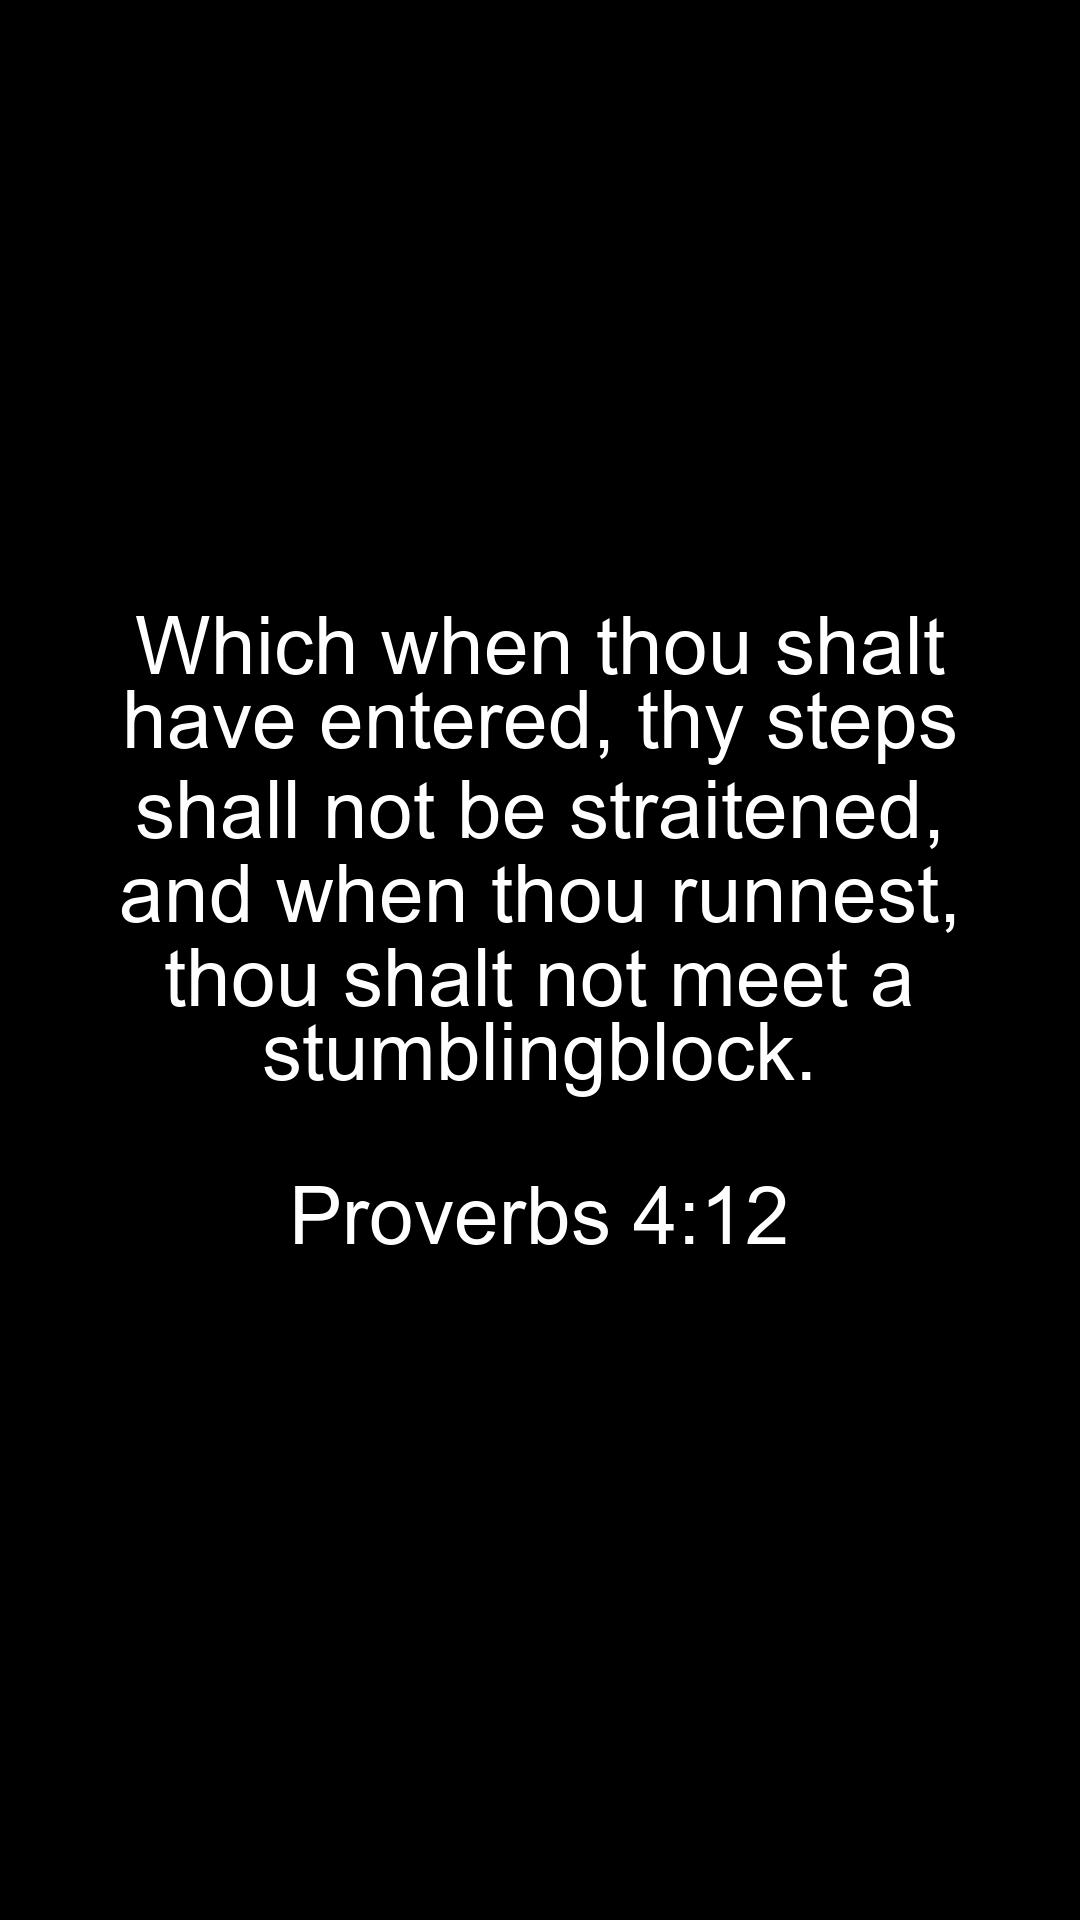 Which when thou shalt
have entered, thy steps
shall not be straitened,
and when thou runnest,
thou shalt not meet a
stumblingblock.
Proverbs 4:12